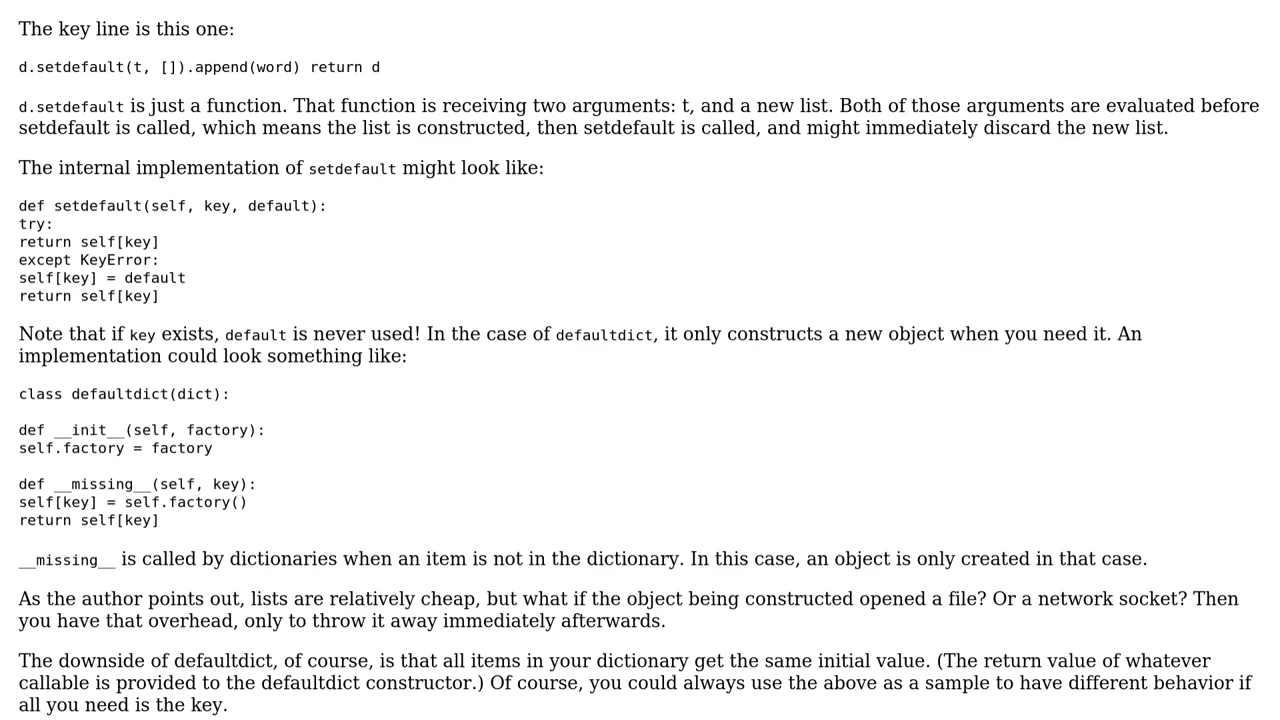 The key line is this one:
d.setdefault(t, []).append(word) return d
d.setdefault is just a function. That function is receiving two arguments: t, and a new list. Both of those arguments are evaluated before
setdefault is called, which means the list is constructed, then setdefault is called, and might immediately discard the new list.
The internal implementation of setdefault might look like:
def setdefault(self, key, default):
try:
return self[key]
except KeyError:
self[key] = default
return self[key]
Note that if key exists, default is never used! In the case of defaultdict, it only constructs a new object when you need it. An
implementation could look something like:
class defaultdict(dict):
def __init__(self, factory):
self.factory = factory
def __missing__(self, key):
self[key] = self.factory()
return self[key]
__missing__ is called by dictionaries when an item is not in the dictionary. In this case, an object is only created in that case.
As the author points out, lists are relatively cheap, but what if the object being constructed opened a file? Or a network socket? Then
you have that overhead, only to throw it away immediately afterwards.
The downside of defaultdict, of course, is that all items in your dictionary get the same initial value. (The return value of whatever
callable is provided to the defaultdict constructor.) Of course, you could always use the above as a sample to have different behavior if
all you need is the key.